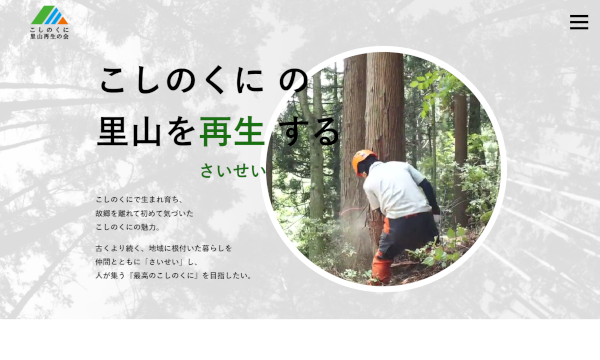 こしのくに
里山再生の会
こしのくに の
里山を再生 する
さいせい
こしのくにで生まれ育ち、
故郷を離れて初めて気づいた
こしのくにの魅力。
古くより続く、地域に根付いた暮らしを
仲間とともに「さいせい」し、
人が集う「最高のこしのくに」を目指したい。